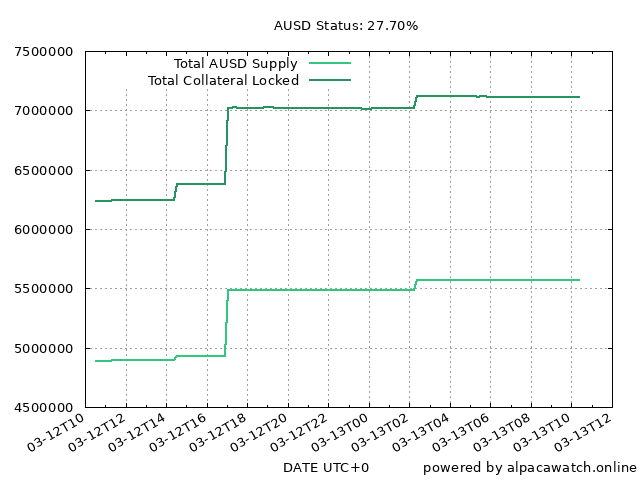 AUSD Status: 27.70%
7500000
7000000
6500000
6000000
5500000
5000000
4500000
Total AUSD Supply
Total Collateral Locked
03-12T10
03-12T12
03-12T14
03-12T16
03-12T18
03-12T20
03-12T22
03-13T00
03-13T02
03-13T04
03-13T06
03-13T08
03-13T10
03-13T12
DATE UTC+0
powered by alpacawatch.online